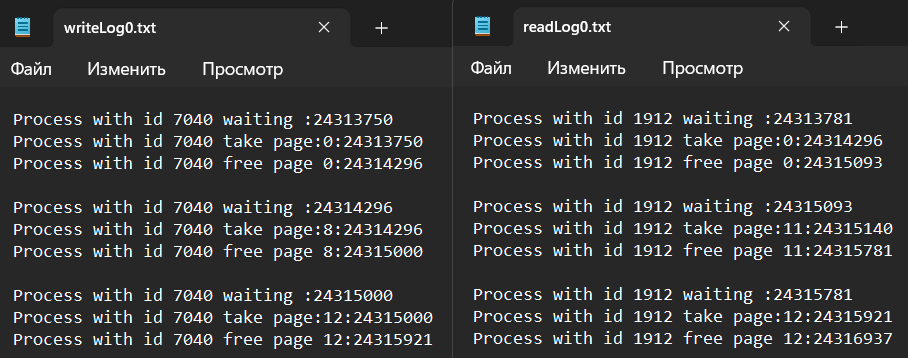 writeLog0.txt
Файл Изменить Просмотр
Process with id 7040 waiting :24313750
Process with id 7040 take page:0:24313750
Process with id 7040 free page 0:24314296
Process with id 7040 waiting :24314296
Process with id 7040 take page:8:24314296
Process with id 7040 free page 8:24315000
Process with id 7040 waiting :24315000
Process with id 7040 take page:12:24315000
Process with id 7040 free page 12:24315921
readLog0.txt
Файл Изменить Просмотр
Process with id 1912 waiting :24313781
Process with id 1912 take page:0:24314296
Process with id 1912 free page 0:24315093
Process with id 1912 waiting :24315093
Process with id 1912 take page:11:24315140
Process with id 1912 free page 11:24315781
Process with id 1912 waiting :24315781
Process with id 1912 take page:12:24315921
Process with id 1912 free page 12:24316937